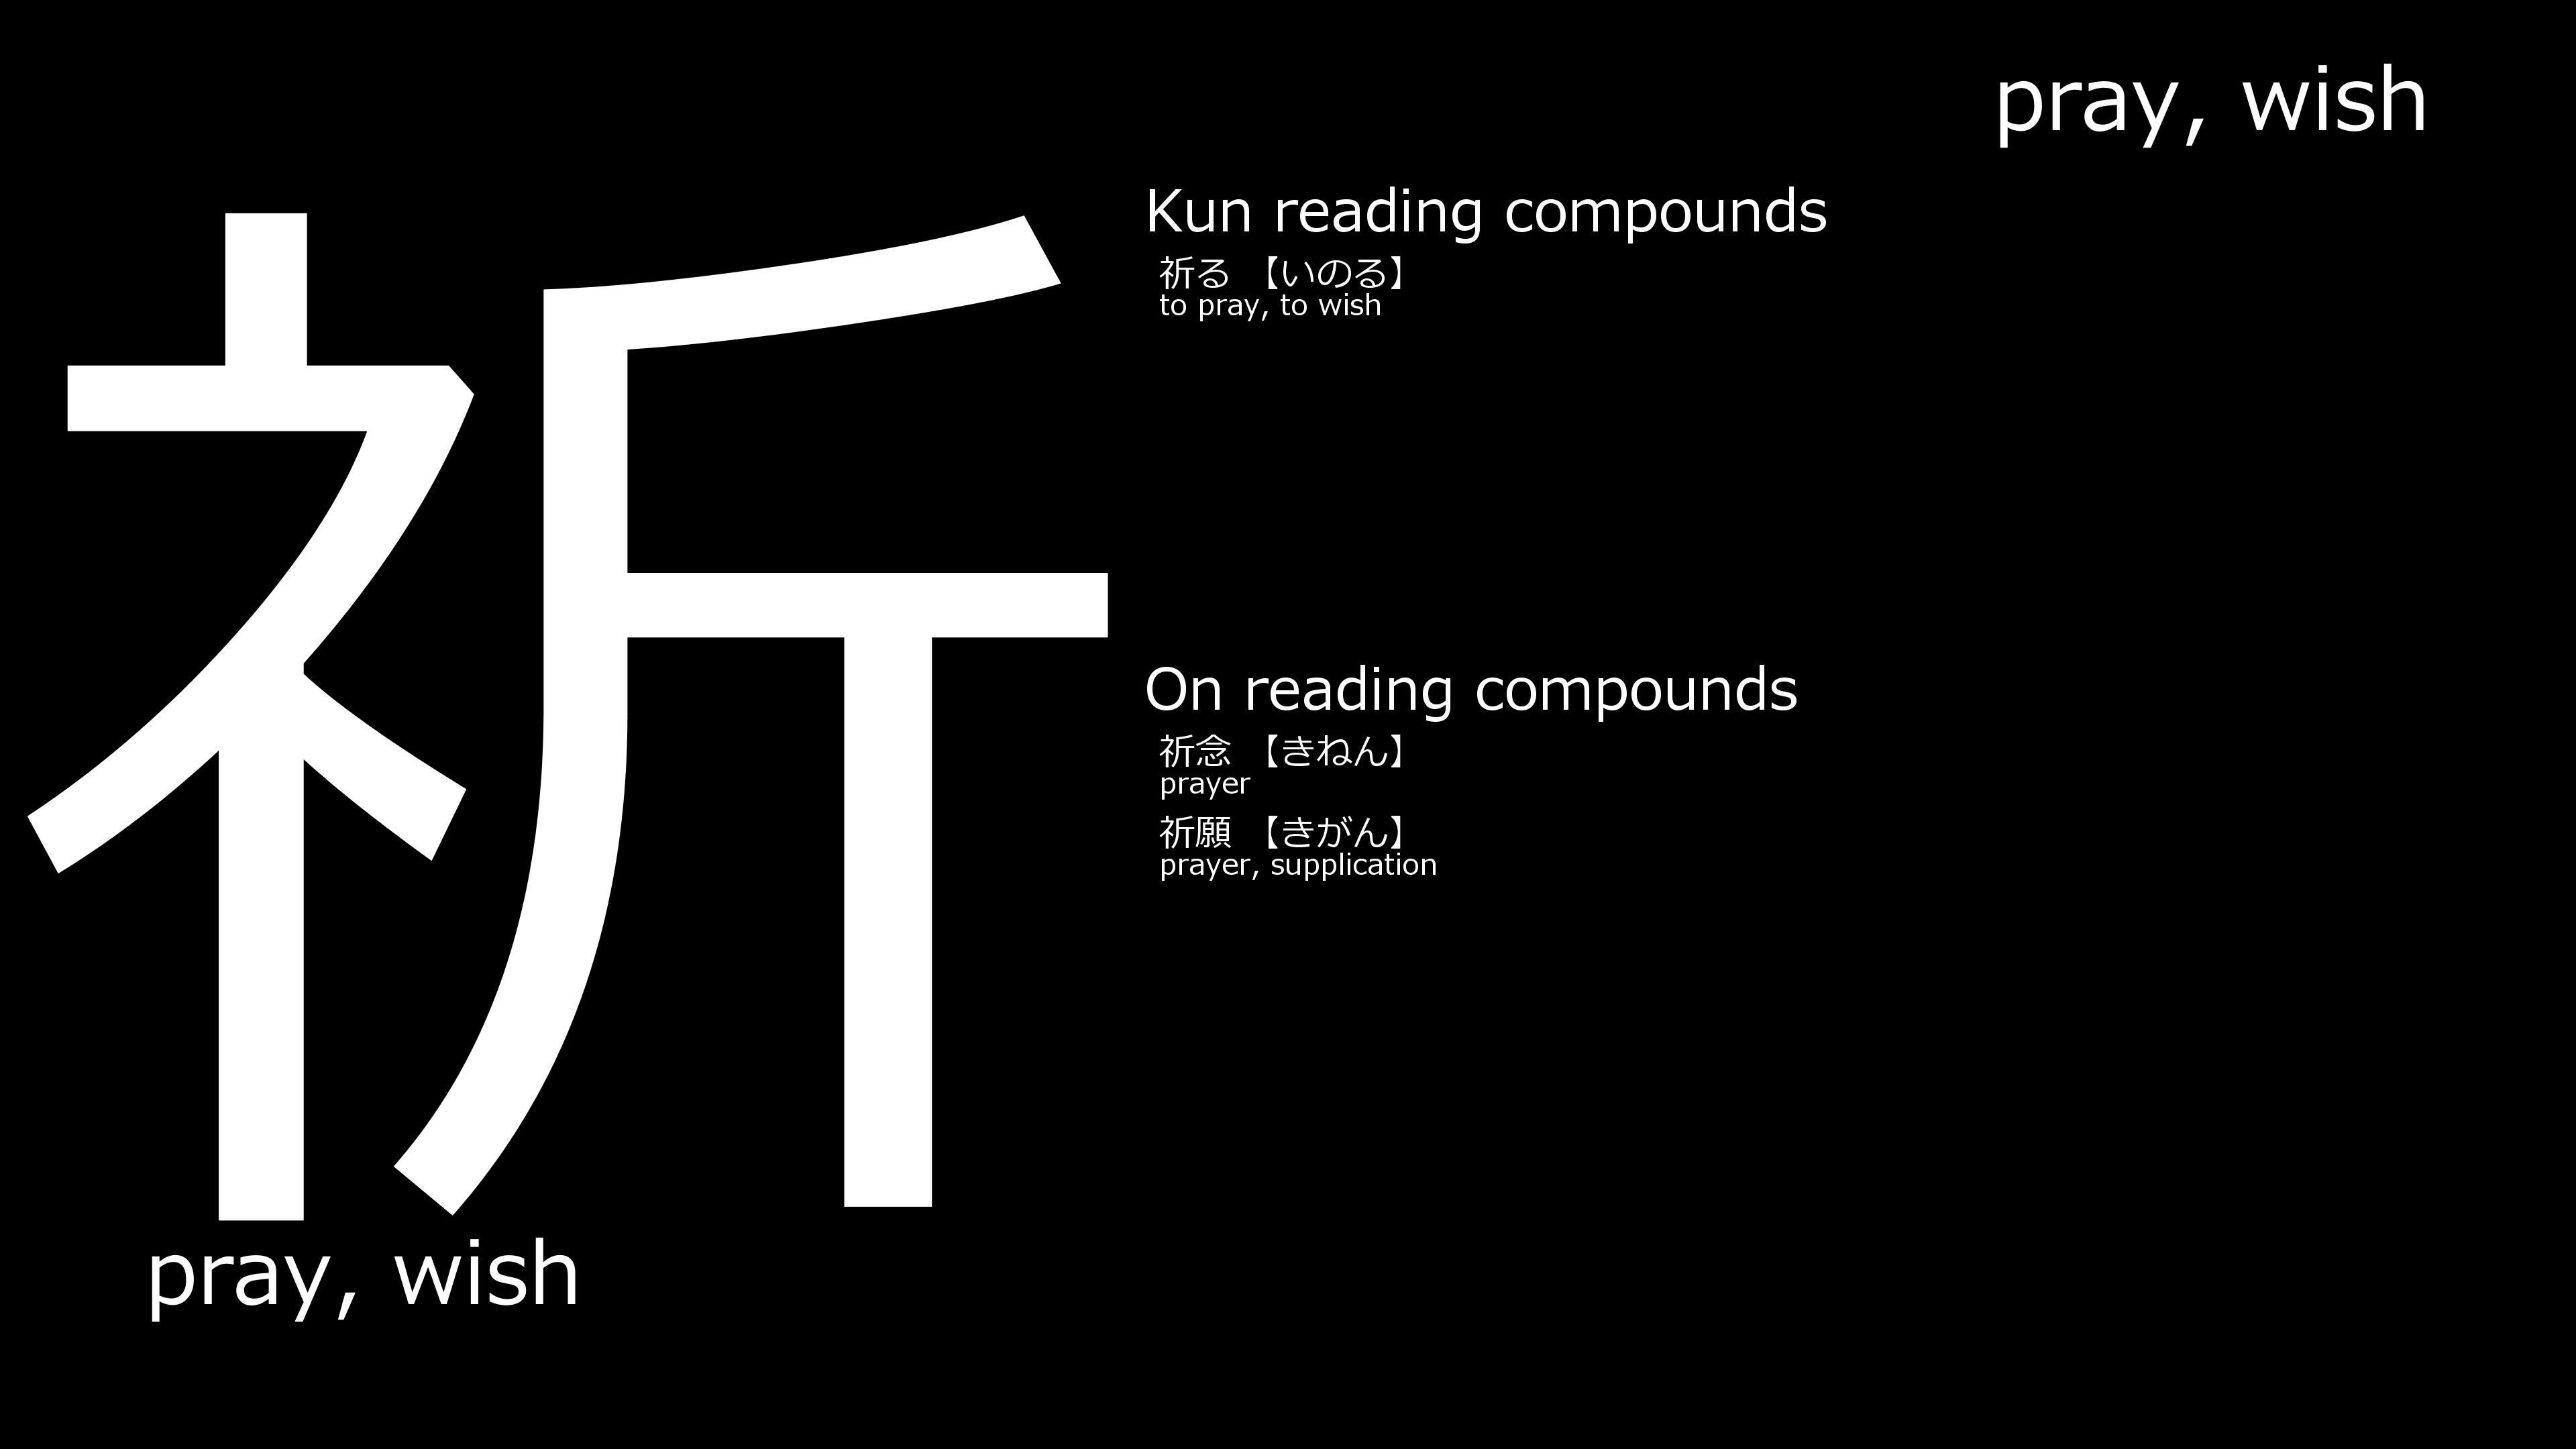 pray, wish
祈
Kun reading compounds
祈る 【いのる】
to pray, to wish
On reading compounds
祈念 【きねん】
prayer
祈願 【きがん】
prayer, supplication
pray, wish